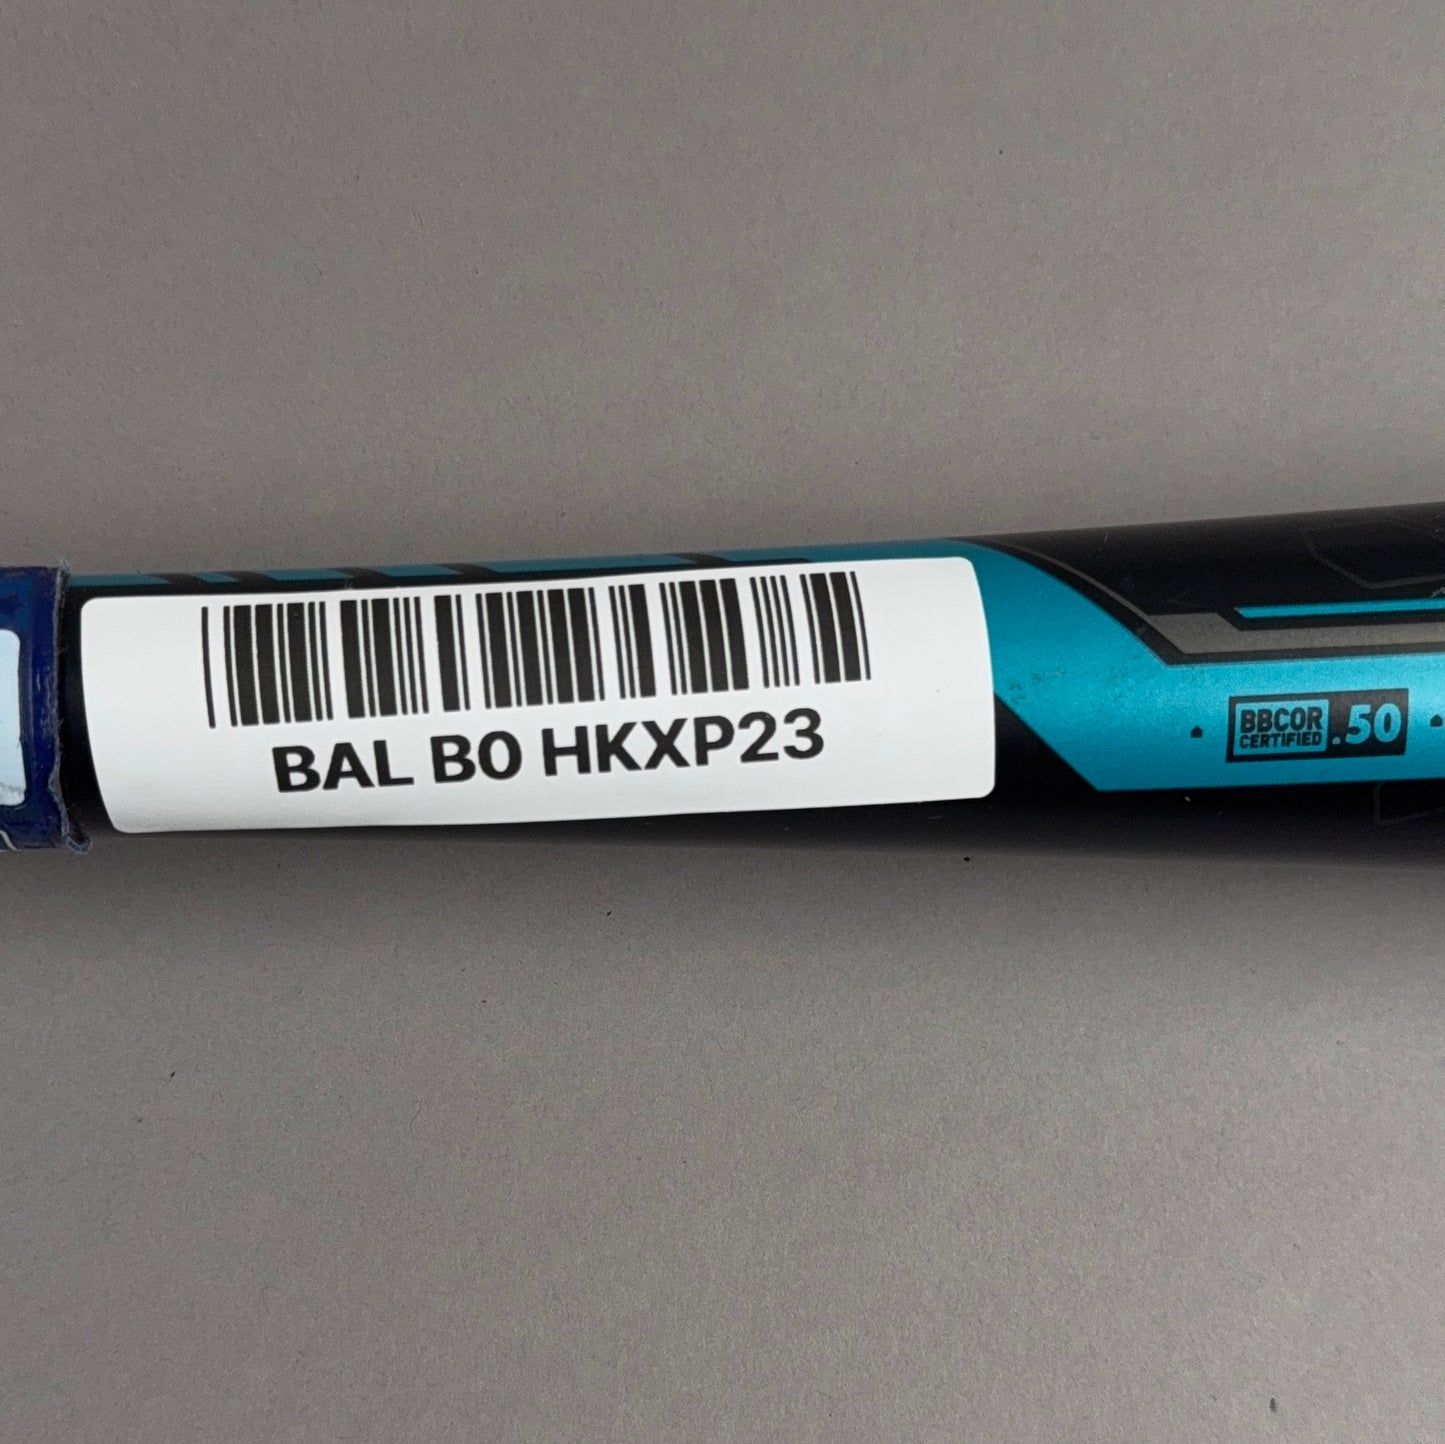 BAL B0 HKXP23
BBCOR .50
CERTIFIED